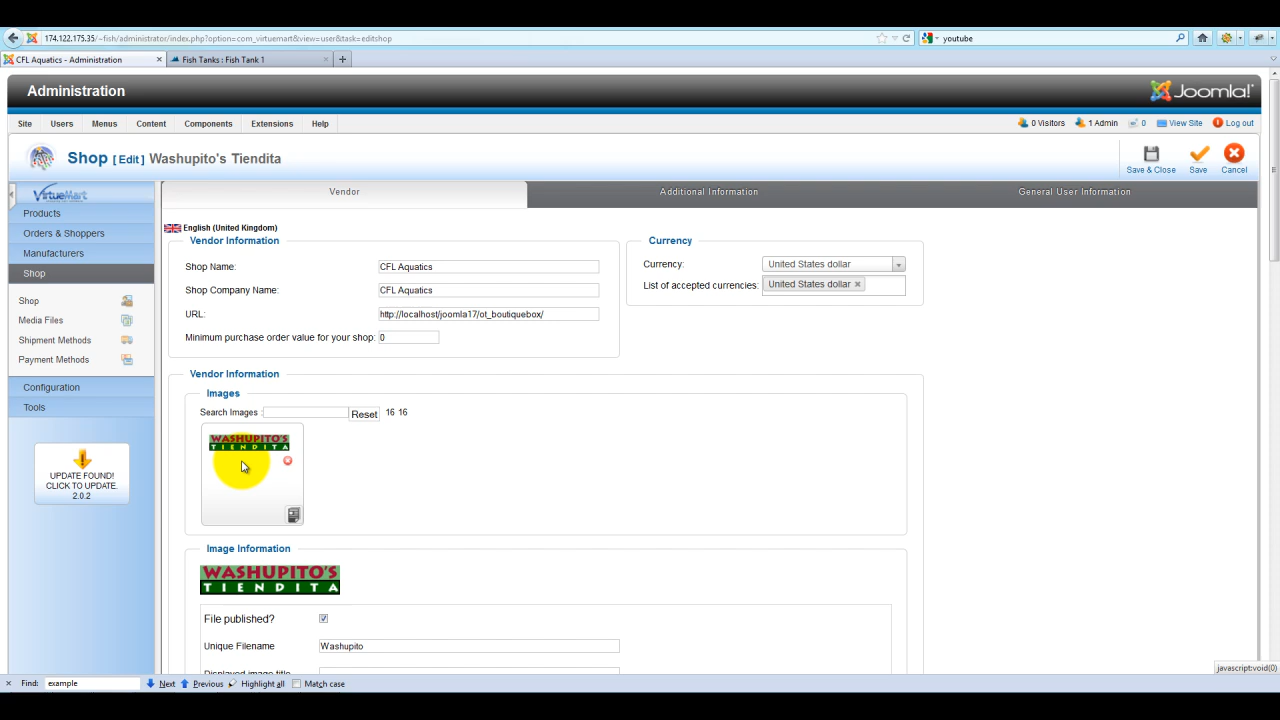 174.122.175.35/~fish/administrator/index.php?option=com_virtuemart&view=user&task=editshop
youtube
CFL Aquatics - Administration
Fish Tanks : Fish Tank 1
Administration
Joomla!
Site Users Menus Content Components Extensions Help
0 Visitors 1 Admin 0 View Site Log out
Shop [ Edit ] Washupito's Tiendita
Save & Close Save Cancel
VirtueMart
Products
Orders & Shoppers
Manufacturers
Shop
Shop
Media Files
Shipment Methods
Payment Methods
Configuration
Tools
UPDATE FOUND!
CLICK TO UPDATE.
2.0.2
Vendor Additional Information General User Information
English (United Kingdom)
Vendor Information
Shop Name: CFL Aquatics
Shop Company Name: CFL Aquatics
URL: http://localhost/joomla17/ot_boutiquebox/
Minimum purchase order value for your shop: 0
Currency
Currency: United States dollar
List of accepted currencies: United States dollar
Vendor Information
Images
Search Images : Reset 16 16
WASHUPITO'S
TIENDITA
Image Information
WASHUPITO'S
TIENDITA
File published?
Unique Filename Washupito
Displayed image title
javascript:void(0)
Find: example Next Previous Highlight all Match case